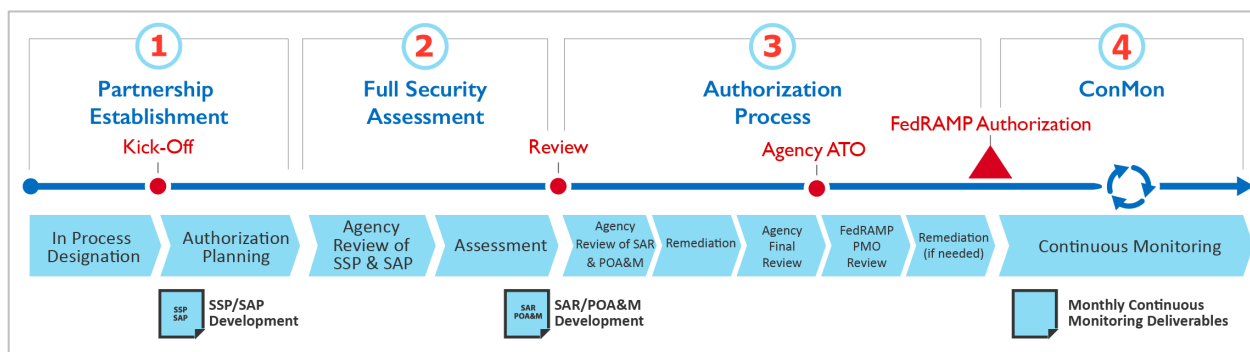 1
Partnership
Establishment
2
Full Security
Assessment
3
Authorization
Process
4
ConMon
Kick-Off
Review
Agency ATO
FedRAMP Authorization
In Process
Designation
Authorization
Planning
Agency
Review of
SSP & SAP
Assessment
Agency
Review of SAR
& POA&M
Remediation
Agency
Final
Review
FedRAMP
PMO
Review
Remediation
(if needed)
Continuous Monitoring
SSP
SAP
SSP/SAP
Development
SAR
POA&M
SAR/POA&M
Development
Monthly Continuous
Monitoring Deliverables